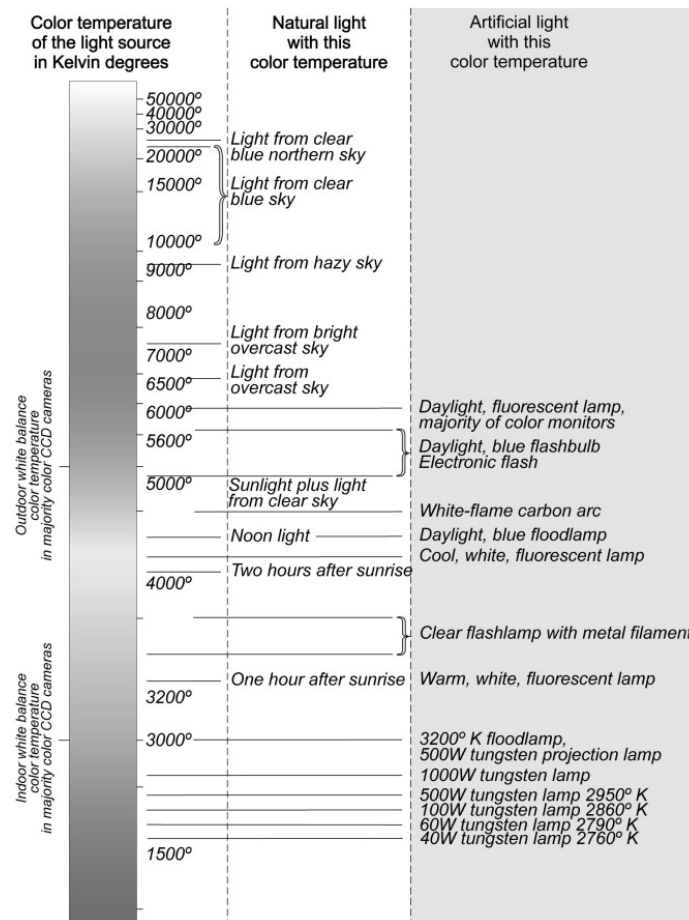 Color temperature
of the light source
in Kelvin degrees
Natural light
with this
color temperature
Artificial light
with this
color temperature
50000º
40000º
30000º
20000º
15000º
10000º
9000º
8000º
7000º
6500º
6000º
5600º
5000º
4000º
3200º
3000º
1500º
Outdoor white balance
color temperature
in majority color CCD cameras
Indoor white balance
color temperature
in majority color CCD cameras
Light from clear
blue northern sky
Light from clear
blue sky
Light from hazy sky
Light from bright
overcast sky
Light from
overcast sky
Sunlight plus light
from clear sky
Noon light
Two hours after sunrise
One hour after sunrise
Daylight, fluorescent lamp,
majority of color monitors
Daylight, blue flashbulb
Electronic flash
White-flame carbon arc
Daylight, blue floodlamp
Cool, white, fluorescent lamp
Clear flashlamp with metal filament
Warm, white, fluorescent lamp
3200º K floodlamp,
500W tungsten projection lamp
1000W tungsten lamp
500W tungsten lamp 2950º K
100W tungsten lamp 2860º K
60W tungsten lamp 2790º K
40W tungsten lamp 2760º K